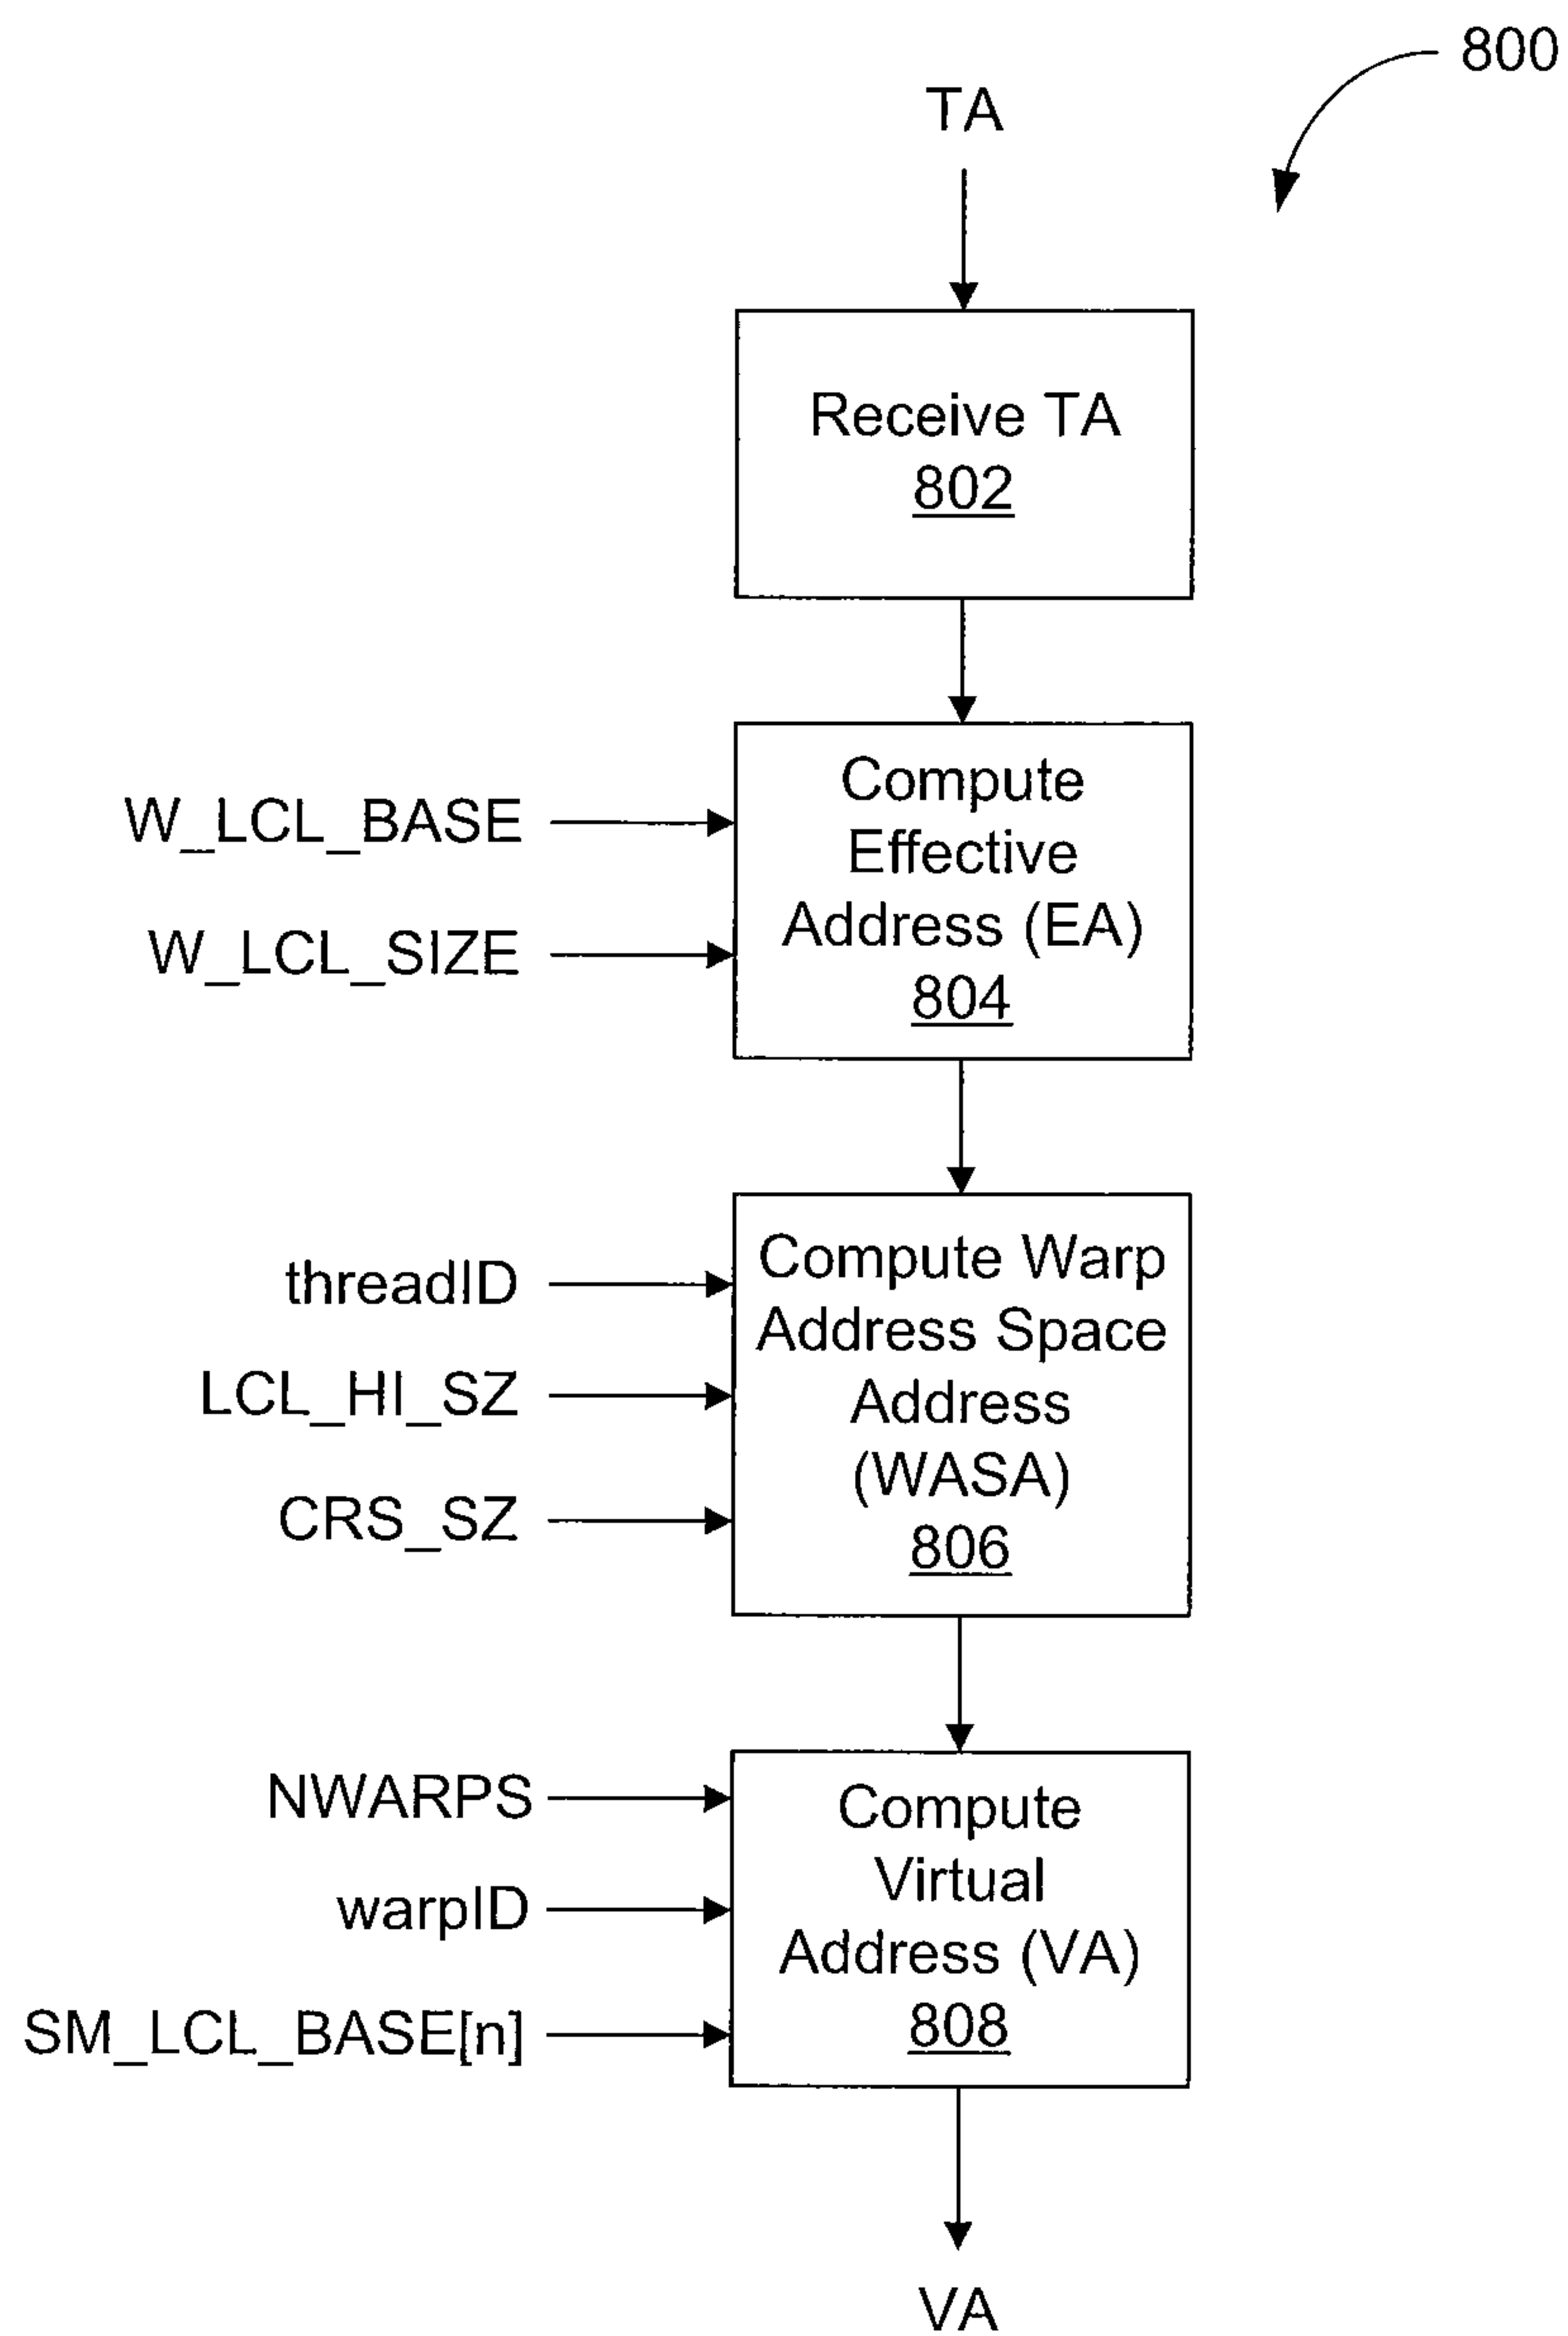 800
TA
Receive TA
802
W_LCL_BASE
W_LCL_SIZE
Compute
Effective
Address (EA)
804
threadID
LCL_HI_SZ
CRS_SZ
Compute Warp
Address Space
Address
(WASA)
806
NWARPS
warpID
SM_LCL_BASE[n]
Compute
Virtual
Address (VA)
808
VA